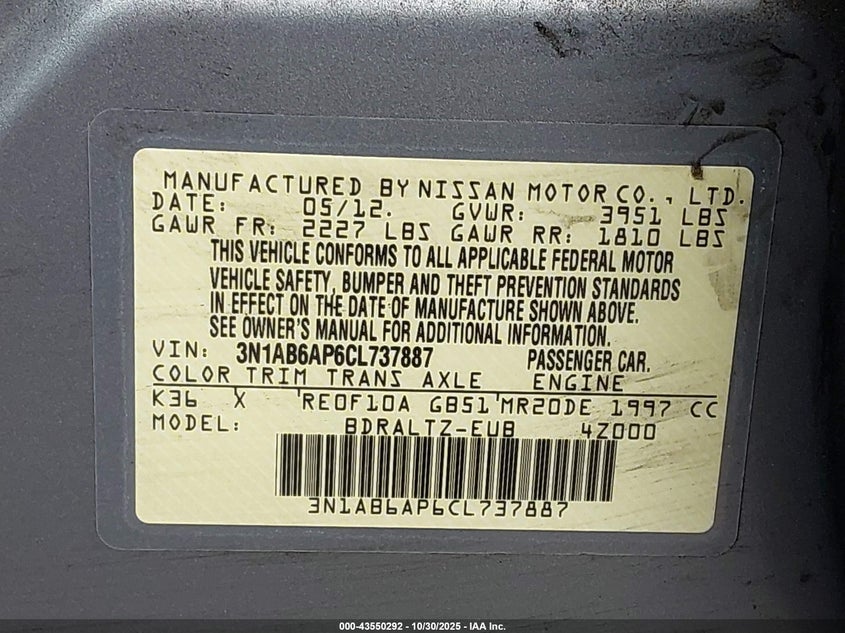 MANUFACTURED BY NISSAN MOTOR CO., LTD.
DATE: 05/12. GVWR: 3951 LBS
GAWR FR: 2227 LBS GAWR RR: 1810 LBS
THIS VEHICLE CONFORMS TO ALL APPLICABLE FEDERAL MOTOR
VEHICLE SAFETY, BUMPER AND THEFT PREVENTION STANDARDS
IN EFFECT ON THE DATE OF MANUFACTURE SHOWN ABOVE.
SEE OWNER'S MANUAL FOR ADDITIONAL INFORMATION.
VIN: 3N1AB6AP6CL737887 PASSENGER CAR.
COLOR TRIM TRANS AXLE ENGINE
K36 X RE0F10A GB51 MR20DE 1997 CC
MODEL: BDRALTZ-EUB 4Z000
3N1AB6AP6CL737887
000-43550292 - 10/30/2025 - IAA Inc.